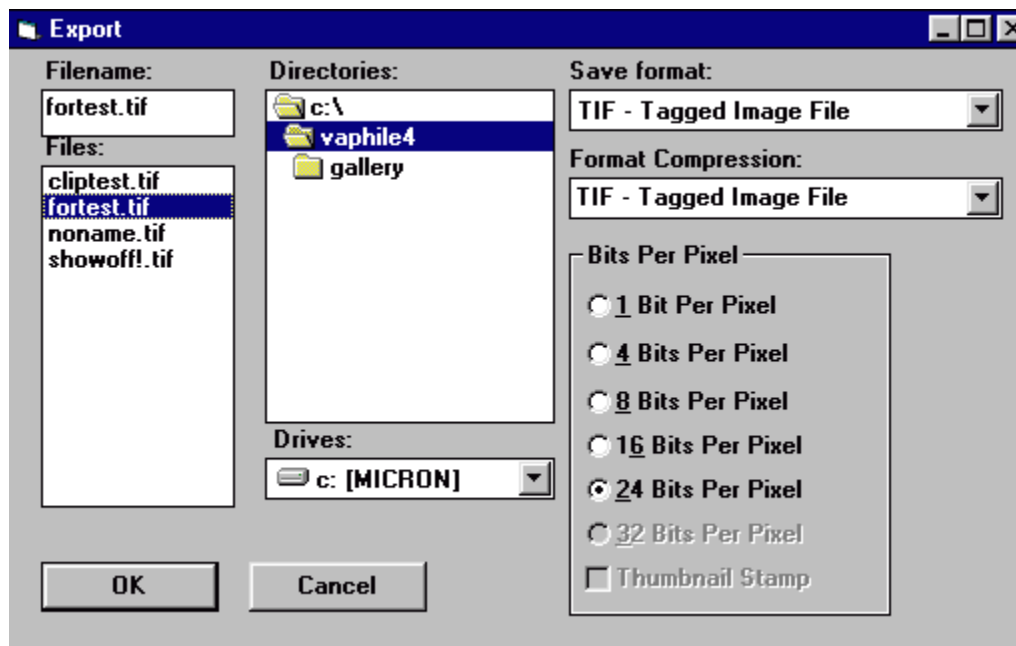 Export
Filename:
fortest.tif
Files:
cliptest.tif
fortest.tif
noname.tif
showoff!.tif
Directories:
c:\
vaphile4
gallery
Drives:
c: [MICRON]
Save format:
TIF - Tagged Image File
Format Compression:
TIF - Tagged Image File
Bits Per Pixel
1 Bit Per Pixel
4 Bits Per Pixel
8 Bits Per Pixel
16 Bits Per Pixel
24 Bits Per Pixel
32 Bits Per Pixel
Thumbnail Stamp
OK
Cancel